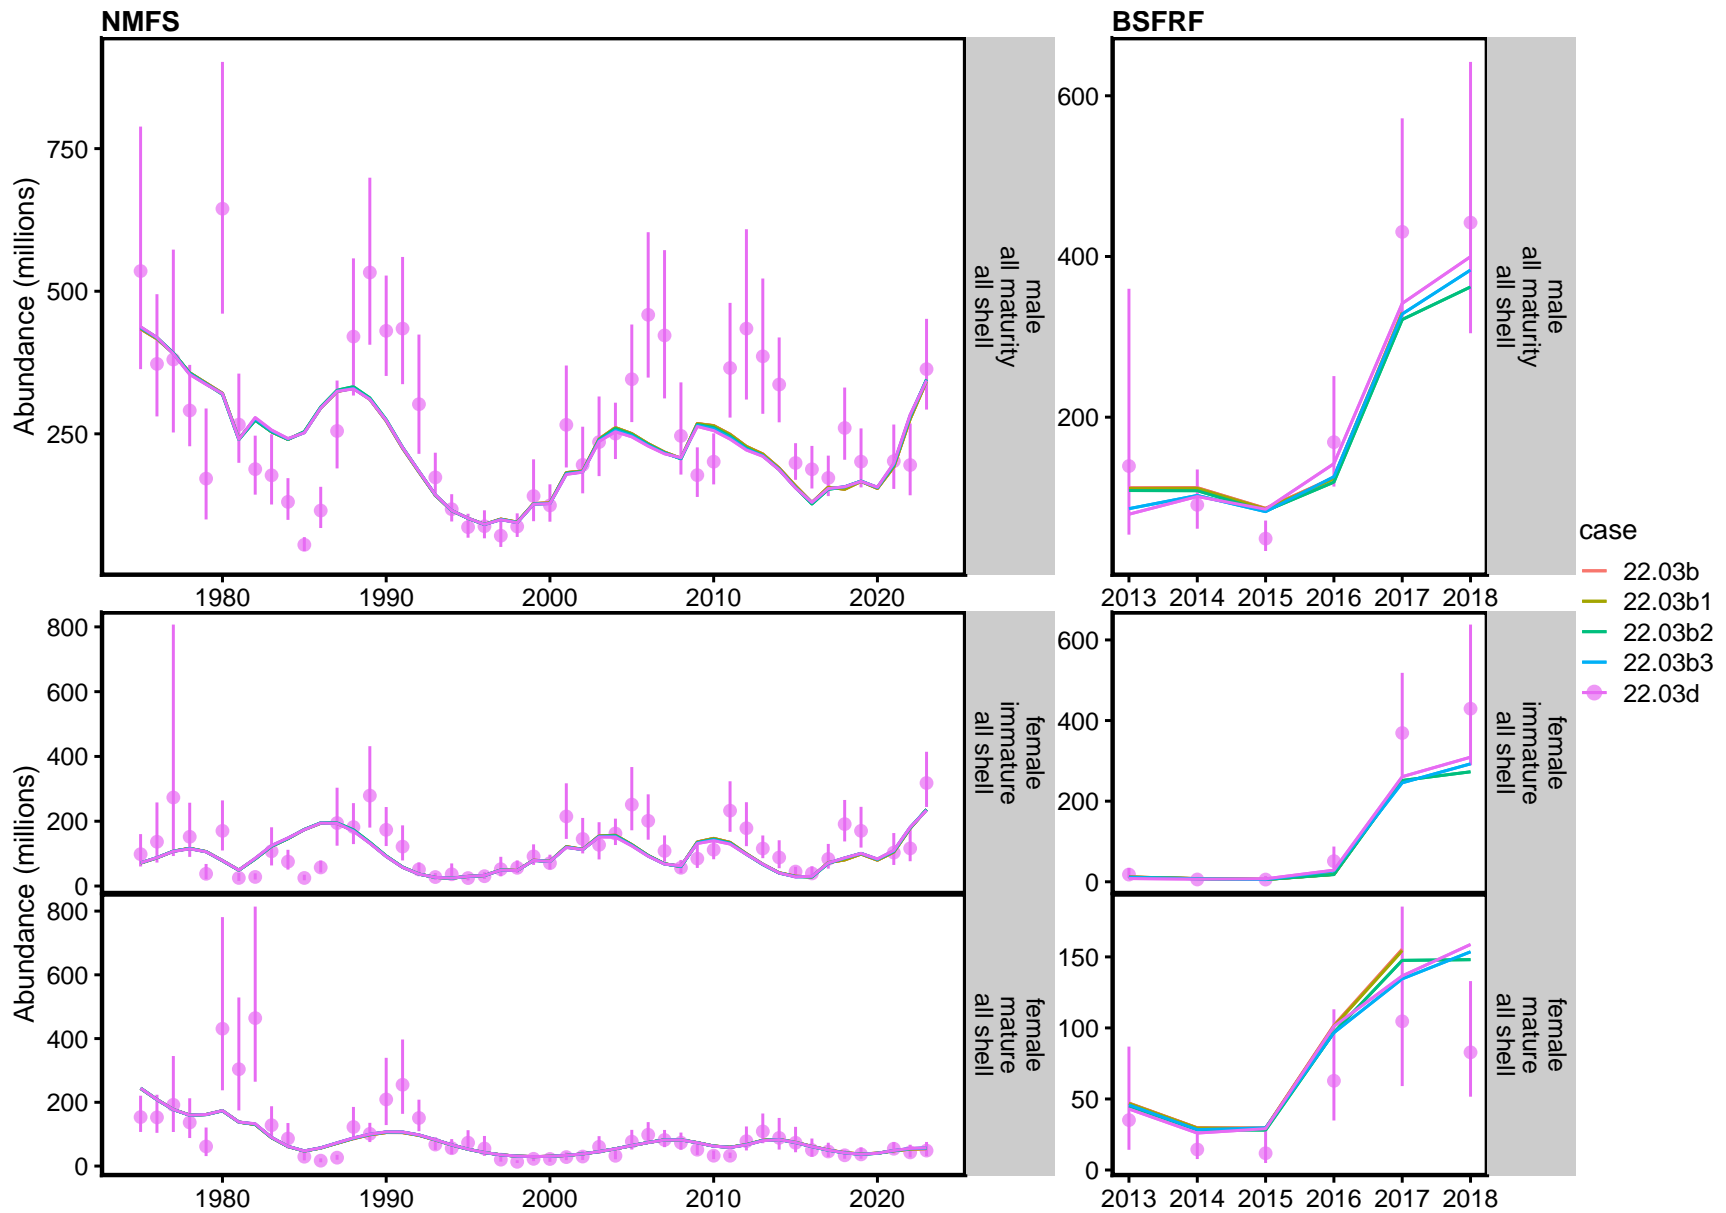 NMFS
BSFRF
Abundance (millions)
750
500
250
1980
1990
2000
2010
2020
male
all maturity
all shell
600
400
200
2013
2014
2015
2016
2017
2018
male
all maturity
all shell
Abundance (millions)
800
600
400
200
0
female
immature
all shell
600
400
200
0
female
immature
all shell
Abundance (millions)
800
600
400
200
0
1980
1990
2000
2010
2020
female
mature
all shell
150
100
50
0
2013
2014
2015
2016
2017
2018
female
mature
all shell
case
22.03b
22.03b1
22.03b2
22.03b3
22.03d